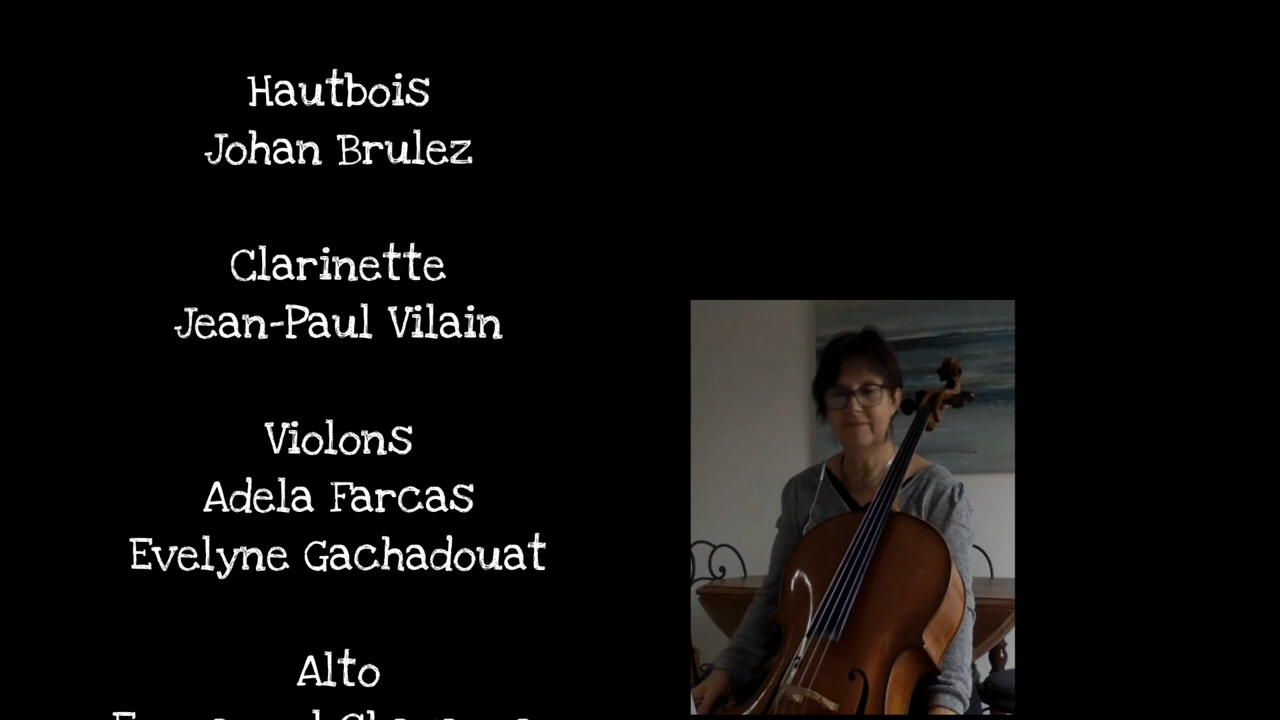 Hautbois
Johan Brulez
Clarinette
Jean-Paul Vilain
Violons
Adela Farcas
Evelyne Gachadouat
Alto